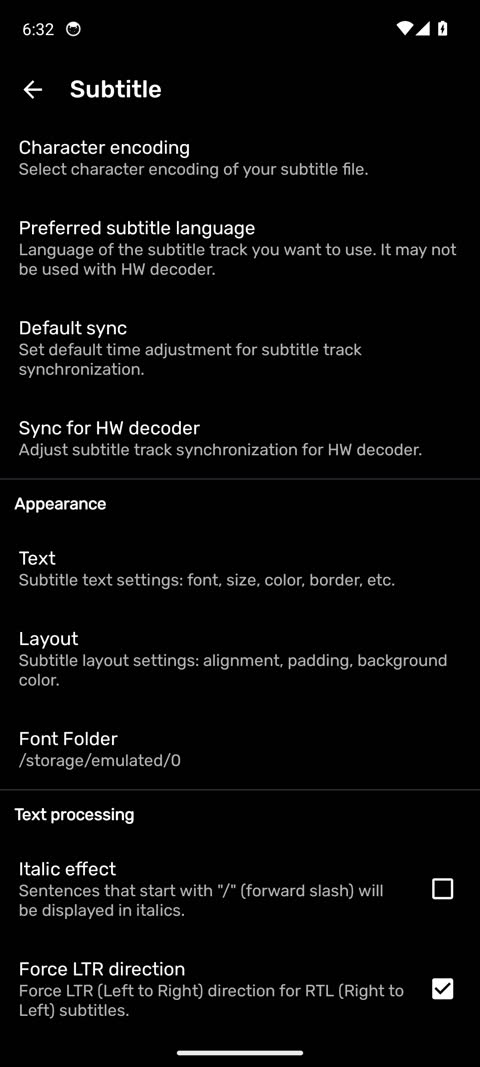 6:32
Subtitle
Character encoding
Select character encoding of your subtitle file.
Preferred subtitle language
Language of the subtitle track you want to use. It may not
be used with HW decoder.
Default sync
Set default time adjustment for subtitle track
synchronization.
Sync for HW decoder
Adjust subtitle track synchronization for HW decoder.
Appearance
Text
Subtitle text settings: font, size, color, border, etc.
Layout
Subtitle layout settings: alignment, padding, background
color.
Font Folder
/storage/emulated/0
Text processing
Italic effect
Sentences that start with "/" (forward slash) will
be displayed in italics.
Force LTR direction
Force LTR (Left to Right) direction for RTL (Right to
Left) subtitles.